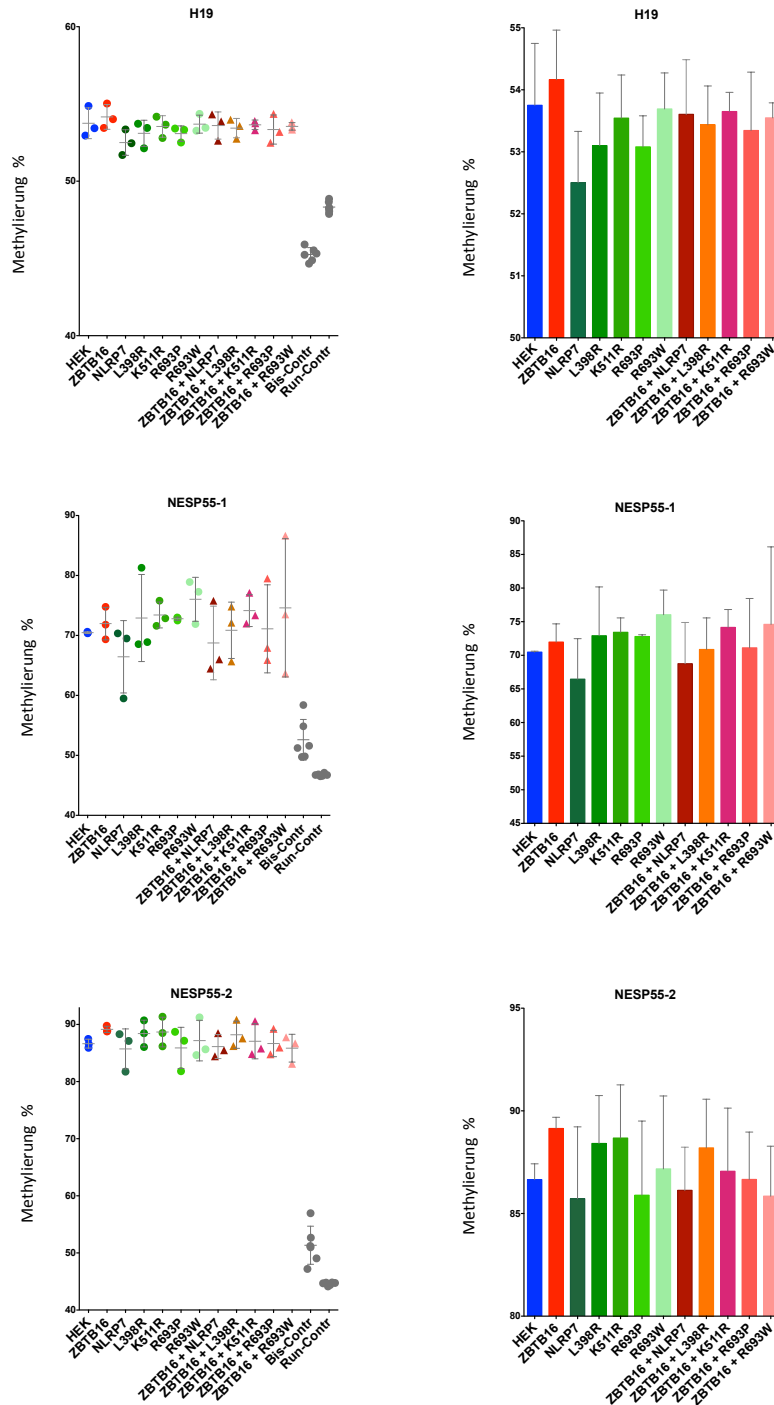 H19
60
50
40
Methylierung %
HEK
ZBTB16
NLRP7
L398R
K511R
R693P
R693W
ZBTB16 + NLRP7
ZBTB16 + L398R
ZBTB16 + K511R
ZBTB16 + R693P
ZBTB16 + R693W
Bis-Contr
Run-Contr
H19
55
54
53
52
51
50
Methylierung %
HEK
ZBTB16
NLRP7
L398R
K511R
R693P
R693W
ZBTB16 + NLRP7
ZBTB16 + L398R
ZBTB16 + K511R
ZBTB16 + R693P
ZBTB16 + R693W
NESP55-1
90
80
70
60
50
40
Methylierung %
HEK
ZBTB16
NLRP7
L398R
K511R
R693P
R693W
ZBTB16 + NLRP7
ZBTB16 + L398R
ZBTB16 + K511R
ZBTB16 + R693P
ZBTB16 + R693W
Bis-Contr
Run-Contr
NESP55-1
90
85
80
75
70
65
60
55
50
45
Methylierung %
HEK
ZBTB16
NLRP7
L398R
K511R
R693P
R693W
ZBTB16 + NLRP7
ZBTB16 + L398R
ZBTB16 + K511R
ZBTB16 + R693P
ZBTB16 + R693W
NESP55-2
90
80
70
60
50
40
Methylierung %
HEK
ZBTB16
NLRP7
L398R
K511R
R693P
R693W
ZBTB16 + NLRP7
ZBTB16 + L398R
ZBTB16 + K511R
ZBTB16 + R693P
ZBTB16 + R693W
Bis-Contr
Run-Contr
NESP55-2
95
90
85
80
Methylierung %
HEK
ZBTB16
NLRP7
L398R
K511R
R693P
R693W
ZBTB16 + NLRP7
ZBTB16 + L398R
ZBTB16 + K511R
ZBTB16 + R693P
ZBTB16 + R693W